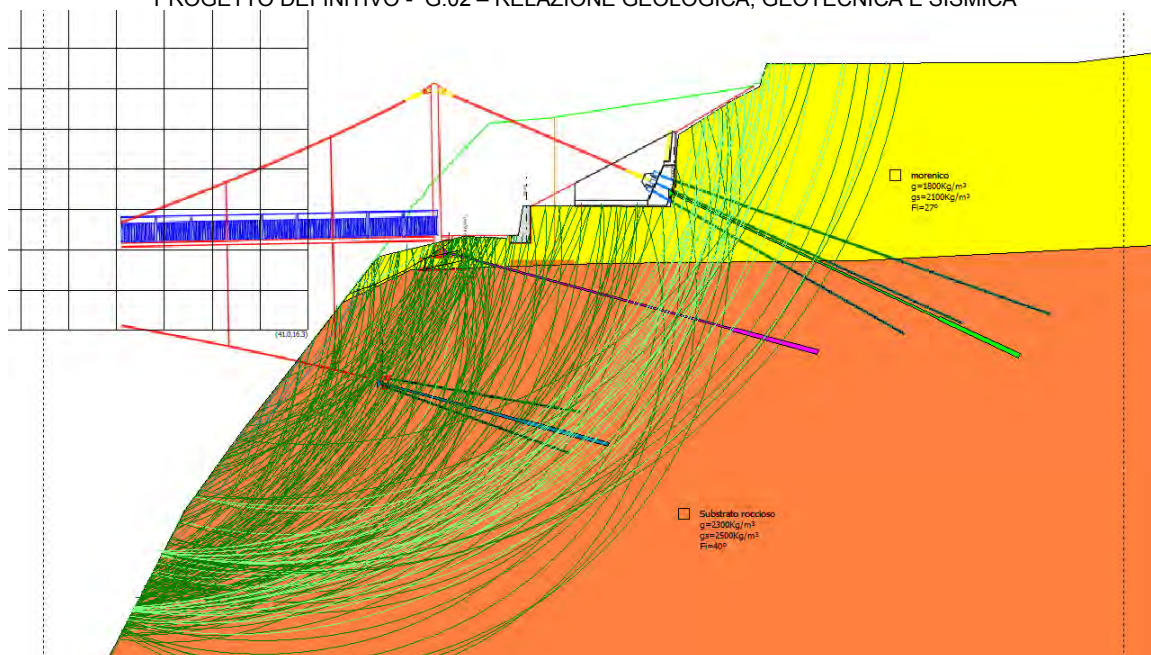 PROGETTO DEFINITIVO - G.02 – RELAZIONE GEOLOGICA, GEOTECNICA E SISMICA
morenico
g=1800Kg/m³
gs=2100Kg/m³
Fi=27°
(41.0,16.3)
Substrato roccioso
g=2300Kg/m³
gs=2500Kg/m³
Fi=40°